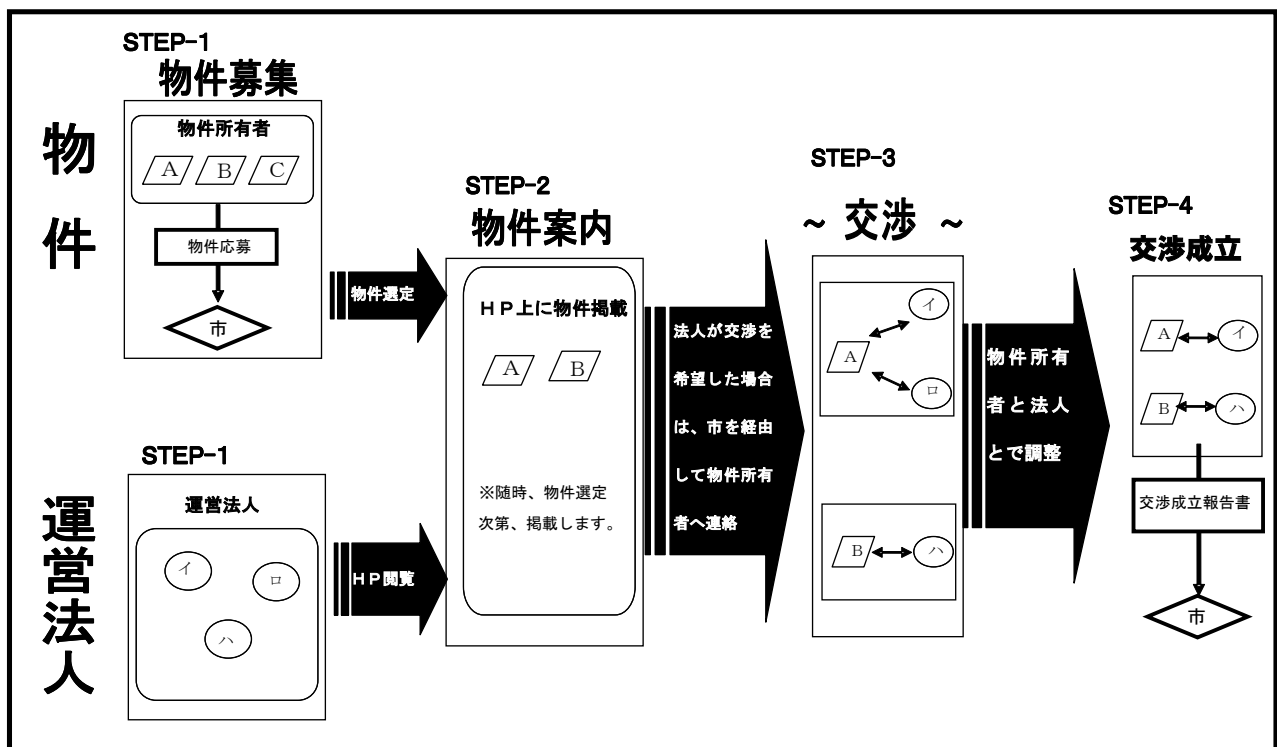 物件
STEP-1
物件募集
物件所有者
A B C
物件応募
市
物件選定
運営法人
STEP-1
運営法人
イ
ロ
ハ
HP閲覧
STEP-2
物件案内
HP上に物件掲載
A B
※随時、物件選定
次第、掲載します。
法人が交渉を
希望した場合
は、市を経由
して物件所有
者へ連絡
STEP-3
~ 交渉 ~
イ
A
ロ
B ハ
物件所有
者と法人
とで調整
STEP-4
交渉成立
A イ
B ハ
交渉成立報告書
市